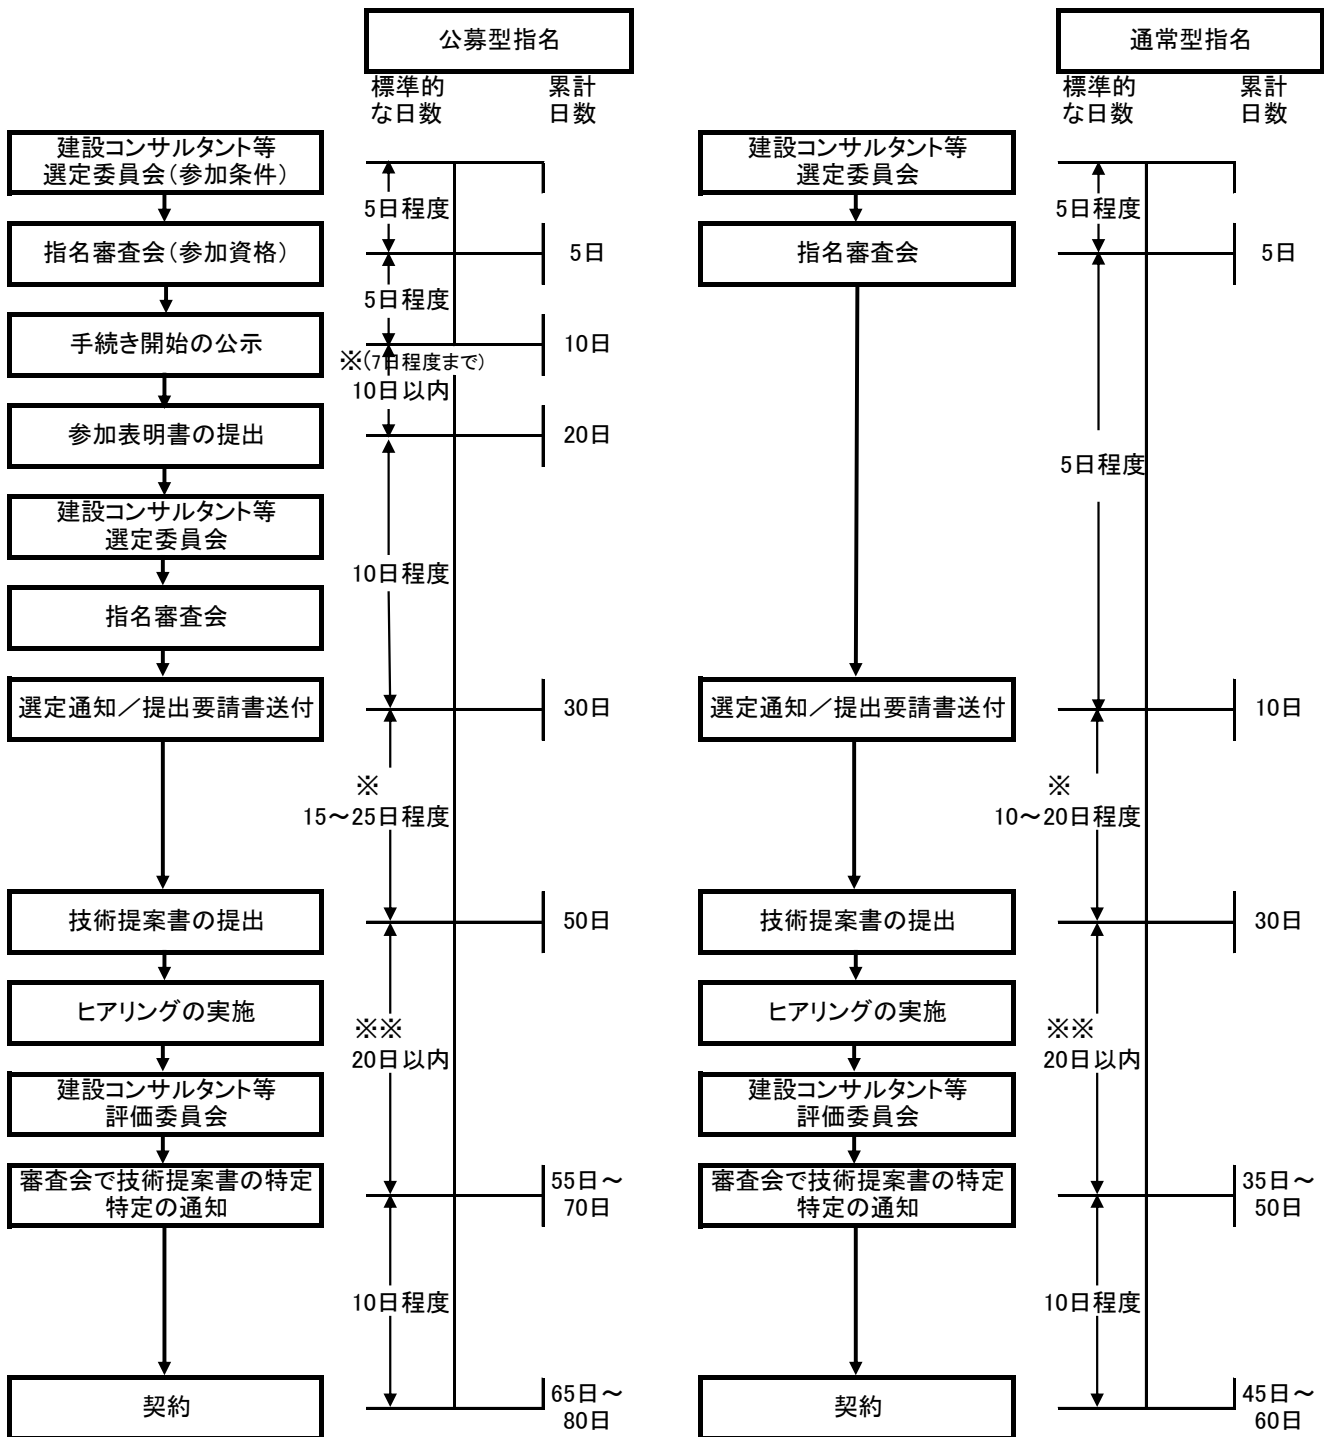 公募型指名
標準的
な日数
累計
日数
建設コンサルタント等
選定委員会(参加条件)
5日程度
指名審査会(参加資格)
5日
5日程度
手続き開始の公示
10日
※(7日程度まで)
10日以内
参加表明書の提出
20日
建設コンサルタント等
選定委員会
10日程度
指名審査会
選定通知/提出要請書送付
30日
※
15~25日程度
技術提案書の提出
50日
ヒアリングの実施
※※
20日以内
建設コンサルタント等
評価委員会
審査会で技術提案書の特定
特定の通知
55日~
70日
10日程度
契約
65日~
80日
通常型指名
標準的
な日数
累計
日数
建設コンサルタント等
選定委員会
5日程度
指名審査会
5日
5日程度
選定通知/提出要請書送付
10日
※
10~20日程度
技術提案書の提出
30日
ヒアリングの実施
※※
20日以内
建設コンサルタント等
評価委員会
審査会で技術提案書の特定
特定の通知
35日~
50日
10日程度
契約
45日~
60日